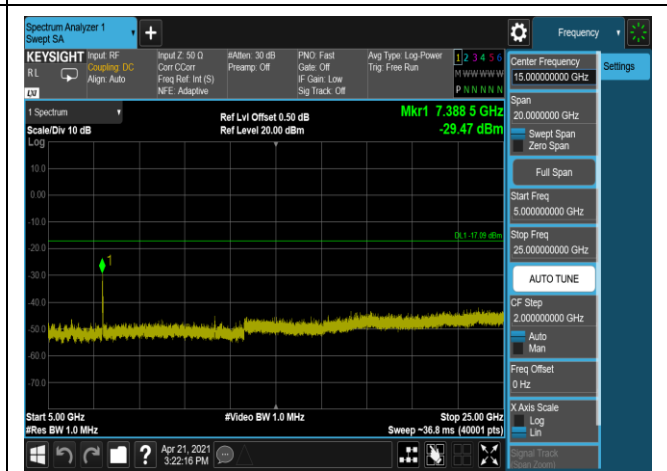 Spectrum Analyzer 1
Swept SA
+
Frequency
KEYSIGHT
RL
LXI
Input: RF
Coupling: DC
Align: Auto
Input Z: 50 Ω
Corr CCorr
Freq Ref: Int (S)
NFE: Adaptive
#Atten: 30 dB
Preamp: Off
PNO: Fast
Gate: Off
IF Gain: Low
Sig Track: Off
Avg Type: Log-Power
Trig: Free Run
1 2 3 4 5 6
M W W W W W
P N N N N N
1 Spectrum
Scale/Div 10 dB
Log
Ref Lvl Offset 0.50 dB
Ref Level 20.00 dBm
Mkr1 7.388 5 GHz
-29.47 dBm
10.0
0.00
-10.0
DL1 -17.09 dBm
-20.0
1
-30.0
-40.0
-50.0
-60.0
-70.0
Start 5.00 GHz
#Res BW 1.0 MHz
#Video BW 1.0 MHz
Stop 25.00 GHz
Sweep ~36.8 ms (40001 pts)
?
Apr 21, 2021
3:22:16 PM
Center Frequency
15.000000000 GHz
Settings
Span
20.0000000 GHz
Swept Span
Zero Span
Full Span
Start Freq
5.000000000 GHz
Stop Freq
25.000000000 GHz
AUTO TUNE
CF Step
2.000000000 GHz
Auto
Man
Freq Offset
0 Hz
X Axis Scale
Log
Lin
Signal Track
(Span Zoom)